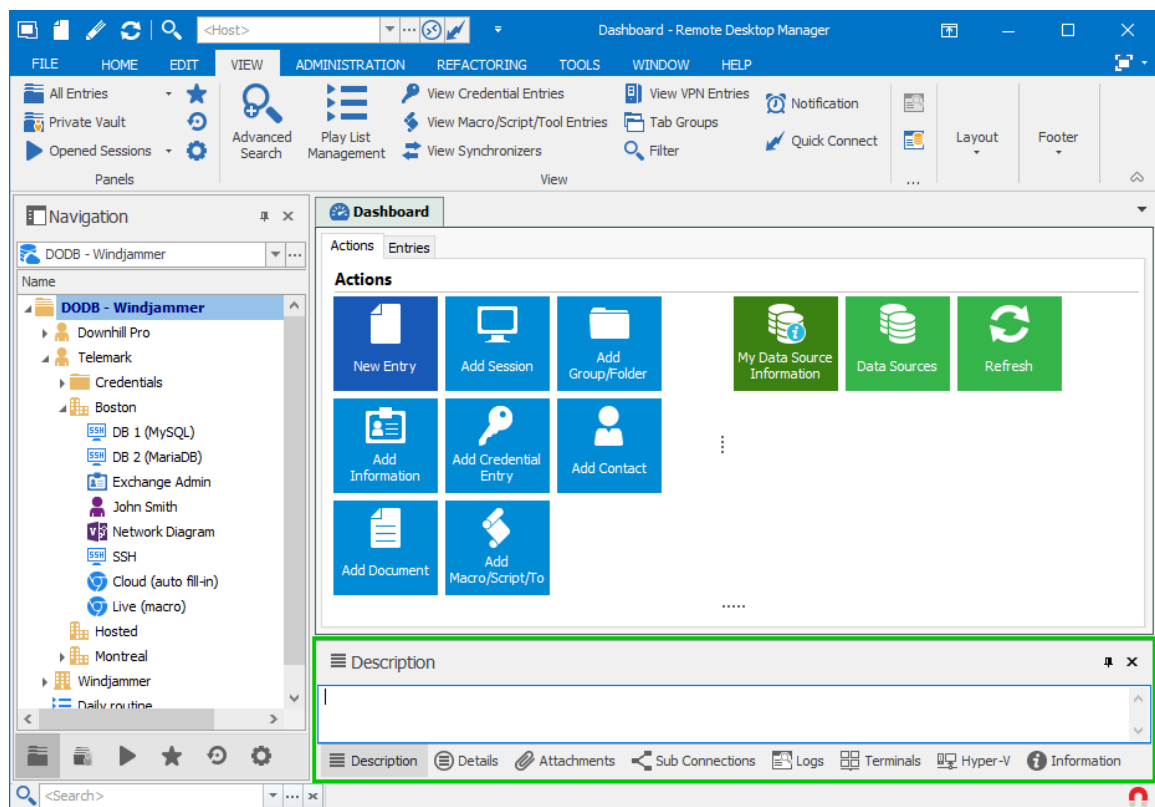 <Host>
Dashboard - Remote Desktop Manager
FILE HOME EDIT VIEW ADMINISTRATION REFACTORING TOOLS WINDOW HELP
All Entries
Private Vault
Opened Sessions
Panels
Advanced
Search
Play List
Management
View Credential Entries
View Macro/Script/Tool Entries
View Synchronizers
View VPN Entries
Tab Groups
Filter
Notification
Quick Connect
View
...
Layout
Footer
Navigation
DODB - Windjammer
Name
DODB - Windjammer
Downhill Pro
Telemark
Credentials
Boston
SSH DB 1 (MySQL)
SSH DB 2 (MariaDB)
Exchange Admin
John Smith
Network Diagram
SSH SSH
Cloud (auto fill-in)
Live (macro)
Hosted
Montreal
Windjammer
Daily routine
<Search>
Dashboard
Actions Entries
Actions
New Entry
Add Session
Add
Group/Folder
My Data Source
Information
Data Sources
Refresh
Add
Information
Add Credential
Entry
Add Contact
Add Document
Add
Macro/Script/To
Description
Description Details Attachments Sub Connections Logs Terminals Hyper-V Information